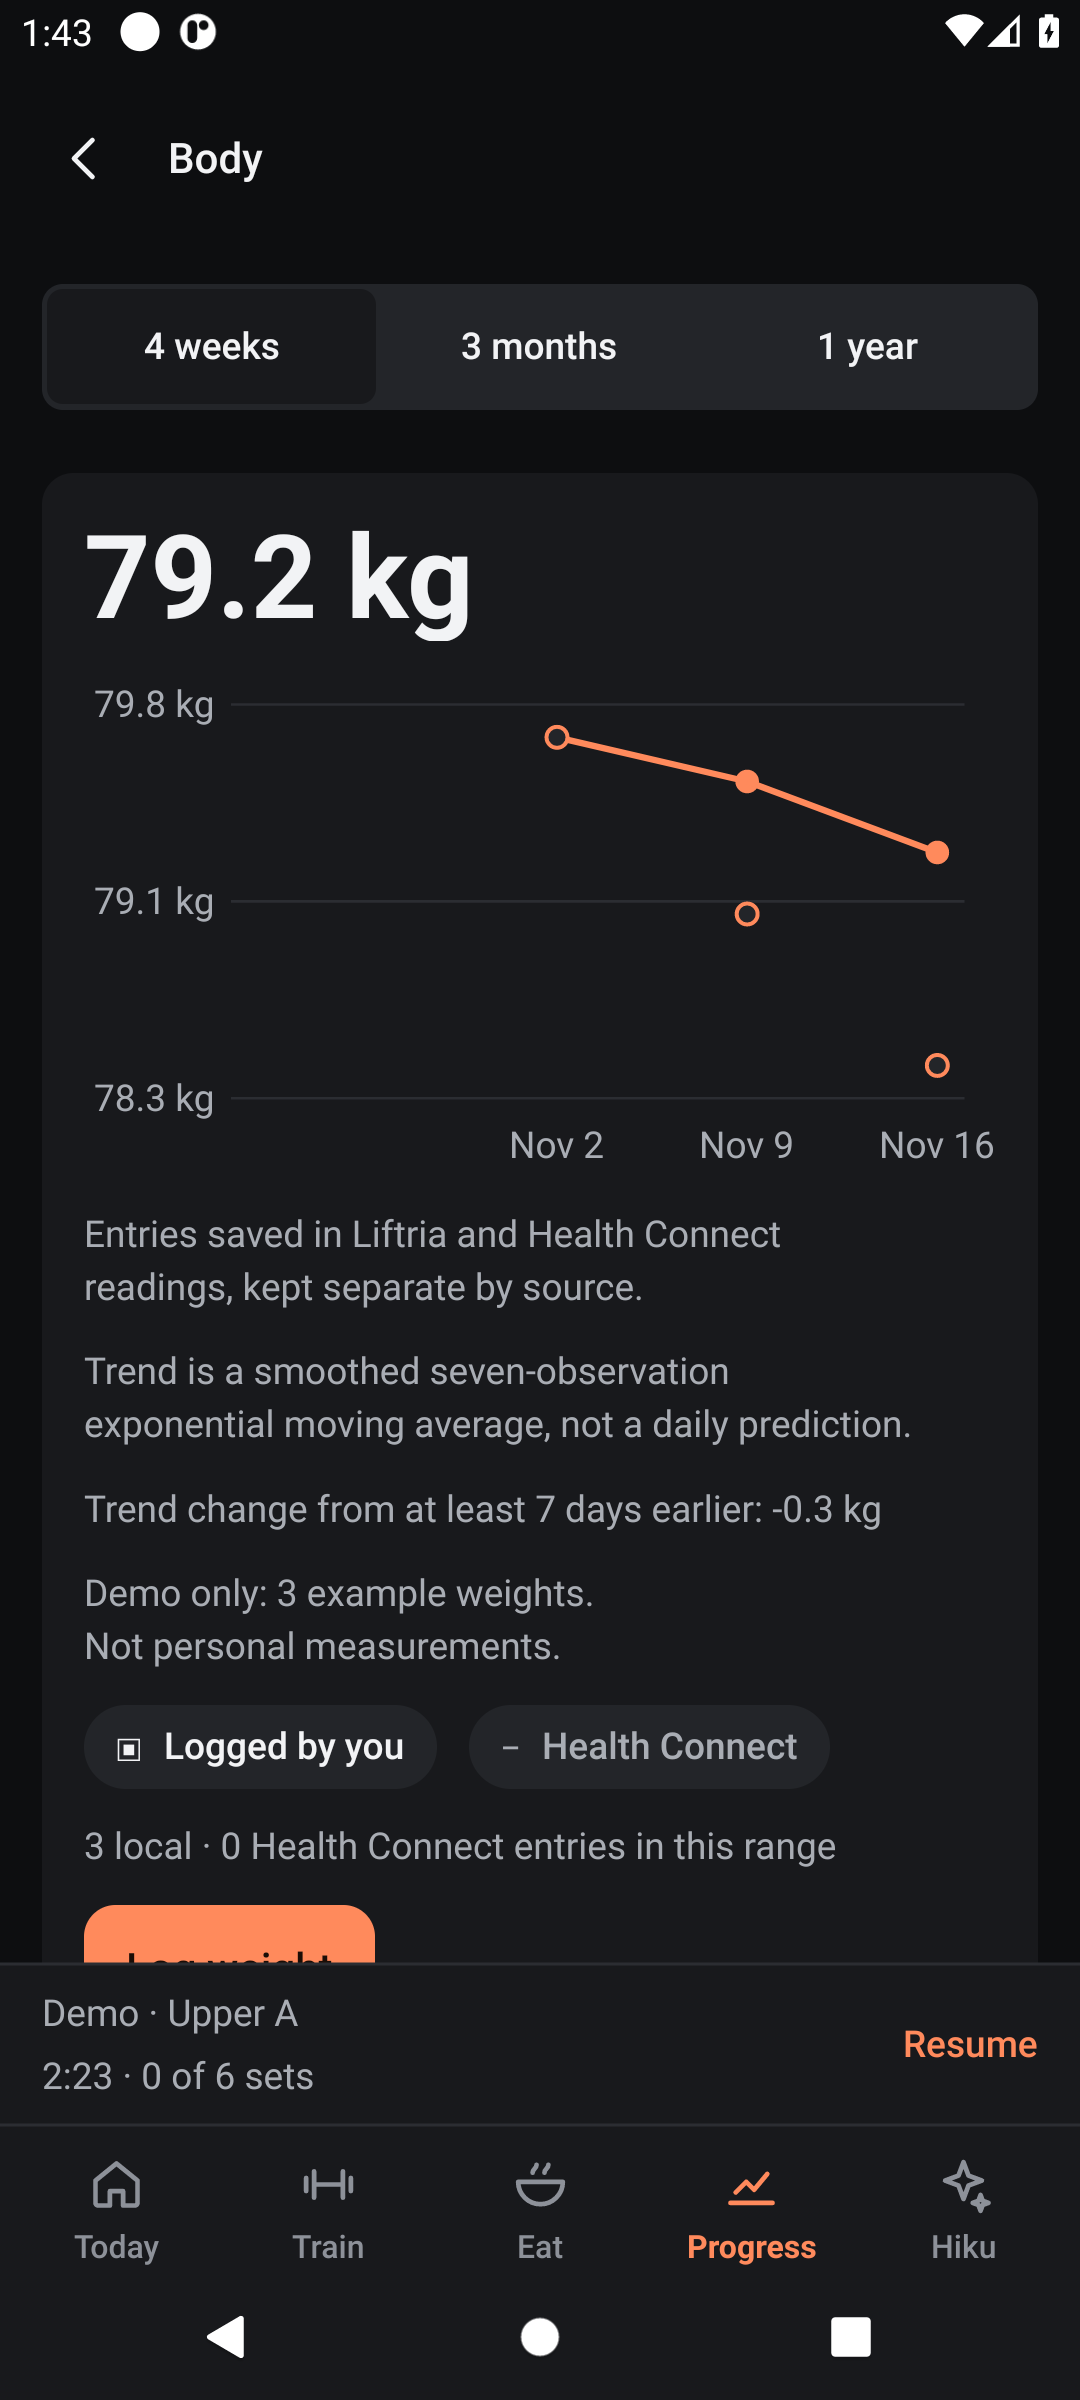 1:43
Body
4 weeks 3 months 1 year
79.2 kg
79.8 kg
79.1 kg
78.3 kg
Nov 2 Nov 9 Nov 16
Entries saved in Liftria and Health Connect
readings, kept separate by source.
Trend is a smoothed seven-observation
exponential moving average, not a daily prediction.
Trend change from at least 7 days earlier: -0.3 kg
Demo only: 3 example weights.
Not personal measurements.
Logged by you – Health Connect
3 local · 0 Health Connect entries in this range
Log weight
Demo · Upper A
Resume
2:23 · 0 of 6 sets
Today Train Eat Progress Hiku